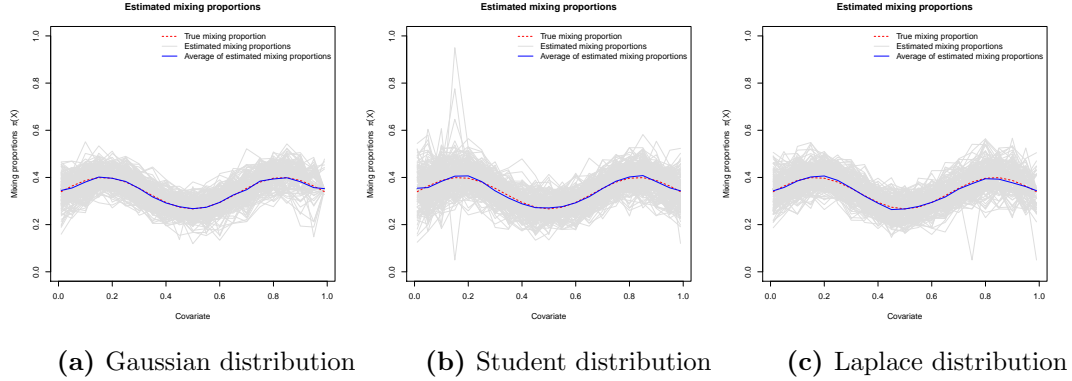 Estimated mixing proportions
True mixing proportion
Estimated mixing proportions
Average of estimated mixing proportions
Mixing proportions π(X)
1.0
0.8
0.6
0.4
0.2
0.0
0.0 0.2 0.4 0.6 0.8 1.0
Covariate
(a) Gaussian distribution
Estimated mixing proportions
True mixing proportion
Estimated mixing proportions
Average of estimated mixing proportions
Mixing proportions π(X)
1.0
0.8
0.6
0.4
0.2
0.0
0.0 0.2 0.4 0.6 0.8 1.0
Covariate
(b) Student distribution
Estimated mixing proportions
True mixing proportion
Estimated mixing proportions
Average of estimated mixing proportions
Mixing proportions π(X)
1.0
0.8
0.6
0.4
0.2
0.0
0.0 0.2 0.4 0.6 0.8 1.0
Covariate
(c) Laplace distribution